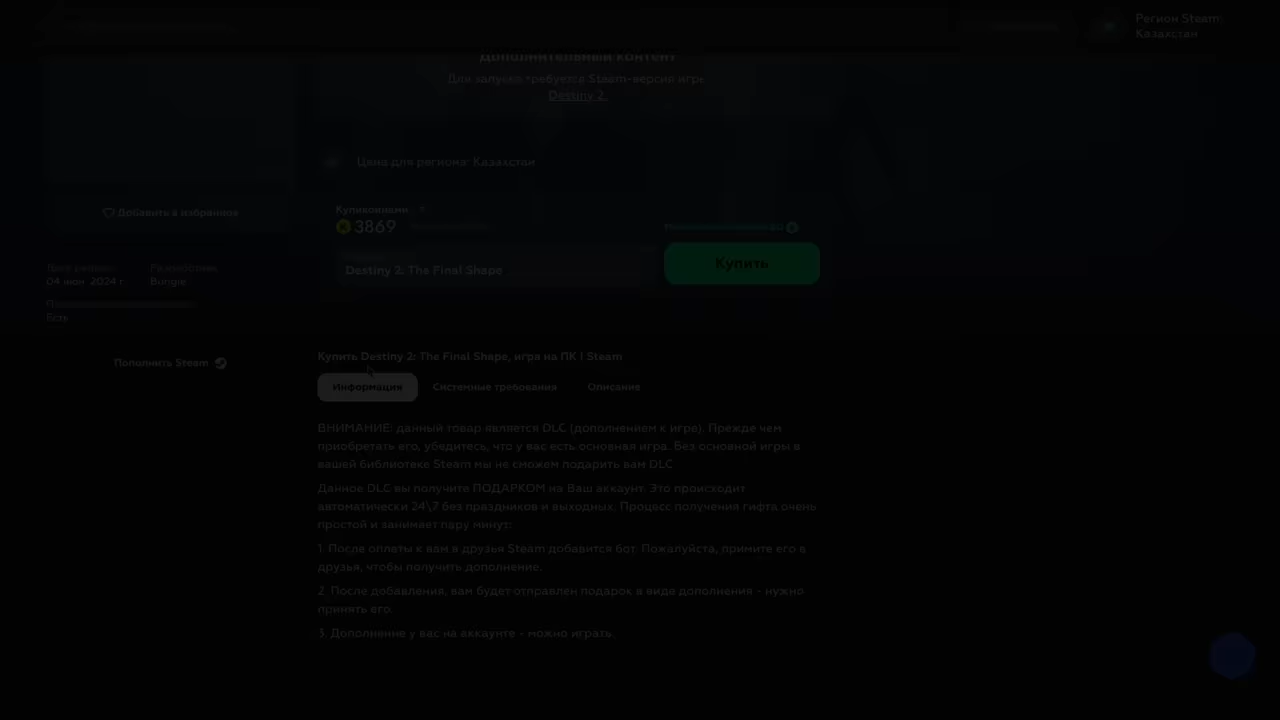 Регион Steam:
Казахстан
Дополнительный контент
Для запуска требуется Steam-версия игры
Destiny 2.
Цена для региона: Казахстан
Добавить в избранное
Купикоинами
3869
Купить
Destiny 2: The Final Shape
04 июн. 2024 г.
Bungie
Есть
Пополнить Steam
Купить Destiny 2: The Final Shape, игра на ПК | Steam
Информация Системные требования Описание
ВНИМАНИЕ: данный товар является DLC (дополнением к игре). Прежде чем
приобретать его, убедитесь, что у вас есть основная игра. Без основной игры в
вашей библиотеке Steam мы не сможем подарить вам DLC
Данное DLC вы получите ПОДАРКОМ на Ваш аккаунт. Это происходит
автоматически 24\7 без праздников и выходных. Процесс получения гифта очень
простой и занимает пару минут:
1. После оплаты к вам в друзья Steam добавится бот. Пожалуйста, примите его в
друзья, чтобы получить дополнение.
2. После добавления, вам будет отправлен подарок в виде дополнения - нужно
принять его.
3. Дополнение у вас на аккаунте - можно играть.